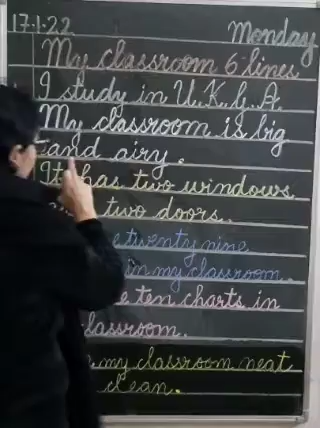 17.1.22 Monday
My classroom 6 lines
I study in U.K.G. A.
My classroom is big
and airy.
It has two windows
two doors.
twenty nine
in my classroom.
ten charts in
classroom.
my classroom neat
clean.